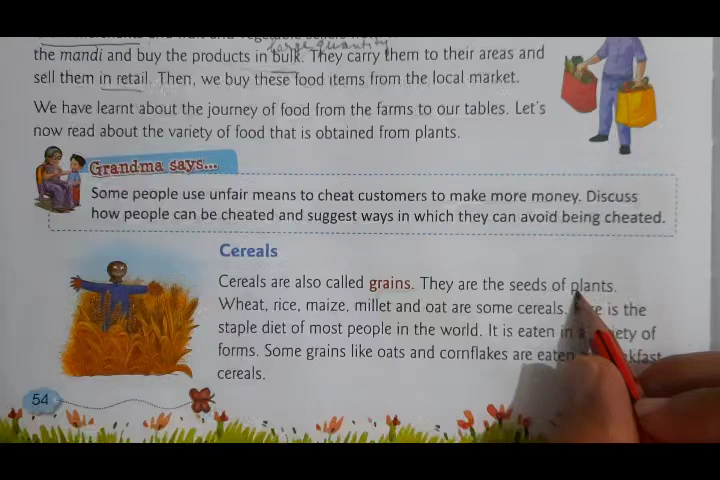 large quantity
the mandi and buy the products in bulk. They carry them to their areas and
sell them in retail. Then, we buy these food items from the local market.
We have learnt about the journey of food from the farms to our tables. Let's
now read about the variety of food that is obtained from plants.
Grandma says...
Some people use unfair means to cheat customers to make more money. Discuss
how people can be cheated and suggest ways in which they can avoid being cheated.
Cereals
Cereals are also called grains. They are the seeds of plants.
Wheat, rice, maize, millet and oat are some cereals. is the
staple diet of most people in the world. It is eaten in a of
forms. Some grains like oats and cornflakes are eaten
cereals.
54